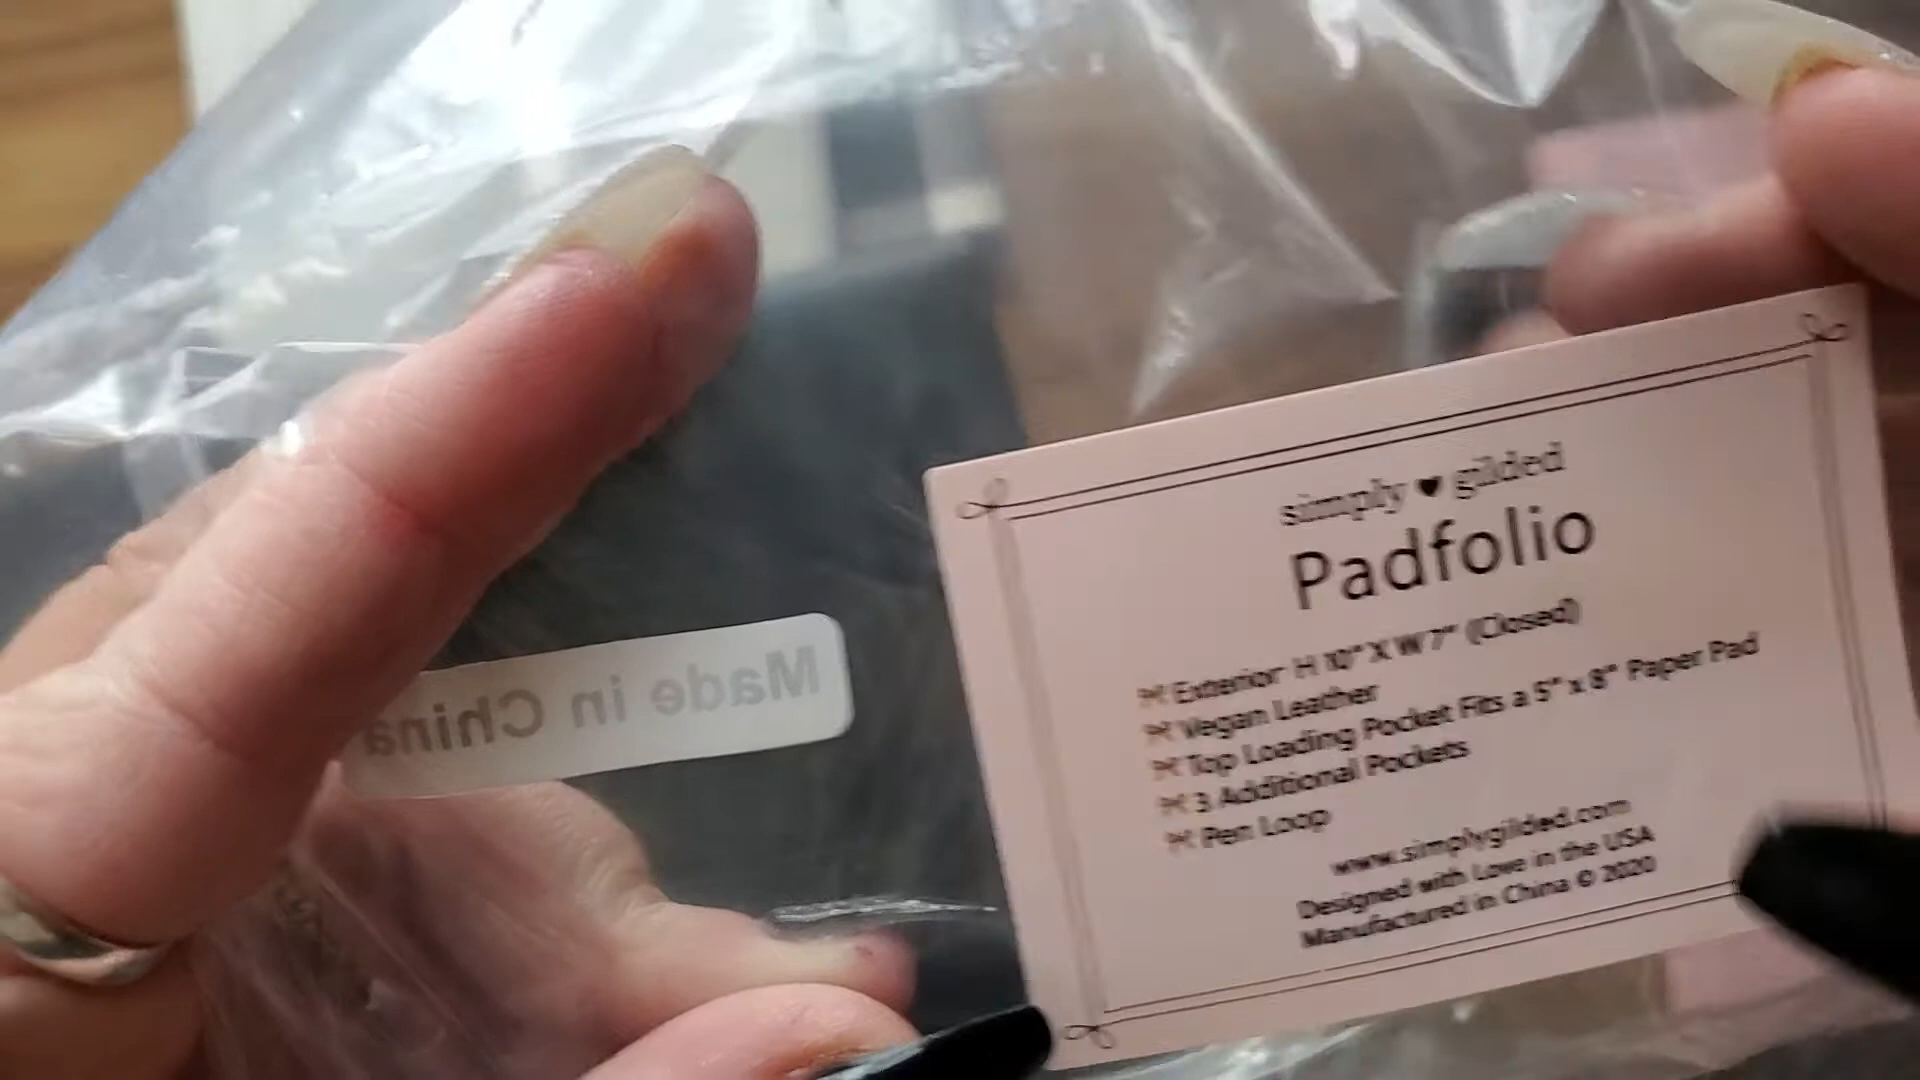 simply ♥ gilded
Padfolio
Exterior H 10" X W 7" (Closed)
Vegan Leather
Top Loading Pocket Fits a 5" x 8" Paper Pad
3 Additional Pockets
Pen Loop
www.simplygilded.com
Designed with Love in the USA
Manufactured in China © 2020
Made in China